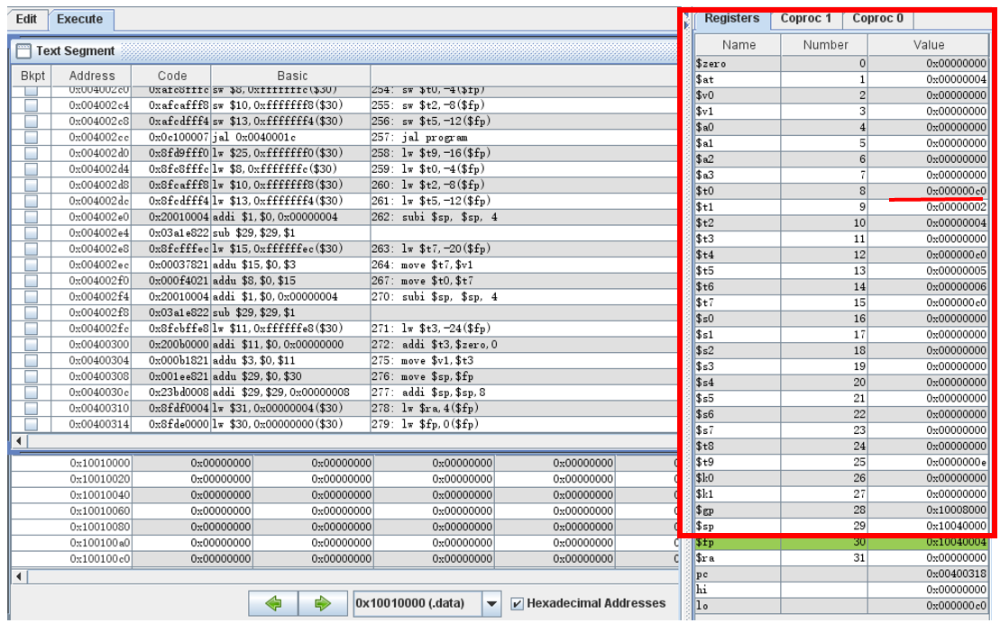 Edit Execute
Text Segment
Bkpt Address Code Basic
0x004002c0 0xafc8fffc sw $8,0xfffffffc($30) 254: sw $t0,-4($fp)
0x004002c4 0xafcafff8 sw $10,0xfffffff8($30) 255: sw $t2,-8($fp)
0x004002c8 0xafcdfff4 sw $13,0xfffffff4($30) 256: sw $t5,-12($fp)
0x004002cc 0x0c100007 jal 0x0040001c 257: jal program
0x004002d0 0x8fd9fff0 lw $25,0xfffffff0($30) 258: lw $t9,-16($fp)
0x004002d4 0x8fc8fffc lw $8,0xfffffffc($30) 259: lw $t0,-4($fp)
0x004002d8 0x8fcafff8 lw $10,0xfffffff8($30) 260: lw $t2,-8($fp)
0x004002dc 0x8fcdfff4 lw $13,0xfffffff4($30) 261: lw $t5,-12($fp)
0x004002e0 0x20010004 addi $1,$0,0x00000004 262: subi $sp, $sp, 4
0x004002e4 0x03a1e822 sub $29,$29,$1
0x004002e8 0x8fcfffec lw $15,0xffffffec($30) 263: lw $t7,-20($fp)
0x004002ec 0x00037821 addu $15,$0,$3 264: move $t7,$v1
0x004002f0 0x000f4021 addu $8,$0,$15 267: move $t0,$t7
0x004002f4 0x20010004 addi $1,$0,0x00000004 270: subi $sp, $sp, 4
0x004002f8 0x03a1e822 sub $29,$29,$1
0x004002fc 0x8fcbffe8 lw $11,0xffffffe8($30) 271: lw $t3,-24($fp)
0x00400300 0x200b0000 addi $11,$0,0x00000000 272: addi $t3,$zero,0
0x00400304 0x000b1821 addu $3,$0,$11 275: move $v1,$t3
0x00400308 0x001ee821 addu $29,$0,$30 276: move $sp,$fp
0x0040030c 0x23bd0008 addi $29,$29,0x00000008 277: addi $sp,$sp,8
0x00400310 0x8fdf0004 lw $31,0x00000004($30) 278: lw $ra,4($fp)
0x00400314 0x8fde0000 lw $30,0x00000000($30) 279: lw $fp,0($fp)
0x10010000 0x00000000 0x00000000 0x00000000 0x00000000 0
0x10010020 0x00000000 0x00000000 0x00000000 0x00000000 0
0x10010040 0x00000000 0x00000000 0x00000000 0x00000000 0
0x10010060 0x00000000 0x00000000 0x00000000 0x00000000 0
0x10010080 0x00000000 0x00000000 0x00000000 0x00000000 0
0x100100a0 0x00000000 0x00000000 0x00000000 0x00000000 0
0x100100c0 0x00000000 0x00000000 0x00000000 0x00000000 0
0x10010000 (.data) Hexadecimal Addresses
Registers Coproc 1 Coproc 0
Name Number Value
$zero 0 0x00000000
$at 1 0x00000004
$v0 2 0x00000000
$v1 3 0x00000000
$a0 4 0x00000000
$a1 5 0x00000000
$a2 6 0x00000000
$a3 7 0x00000000
$t0 8 0x000000c0
$t1 9 0x00000002
$t2 10 0x00000004
$t3 11 0x00000000
$t4 12 0x000000c0
$t5 13 0x00000005
$t6 14 0x00000006
$t7 15 0x000000c0
$s0 16 0x00000000
$s1 17 0x00000000
$s2 18 0x00000000
$s3 19 0x00000000
$s4 20 0x00000000
$s5 21 0x00000000
$s6 22 0x00000000
$s7 23 0x00000000
$t8 24 0x00000000
$t9 25 0x0000000e
$k0 26 0x00000000
$k1 27 0x00000000
$gp 28 0x10008000
$sp 29 0x10040000
$fp 30 0x10040004
$ra 31 0x00000000
pc 0x00400318
hi 0x00000000
lo 0x000000c0